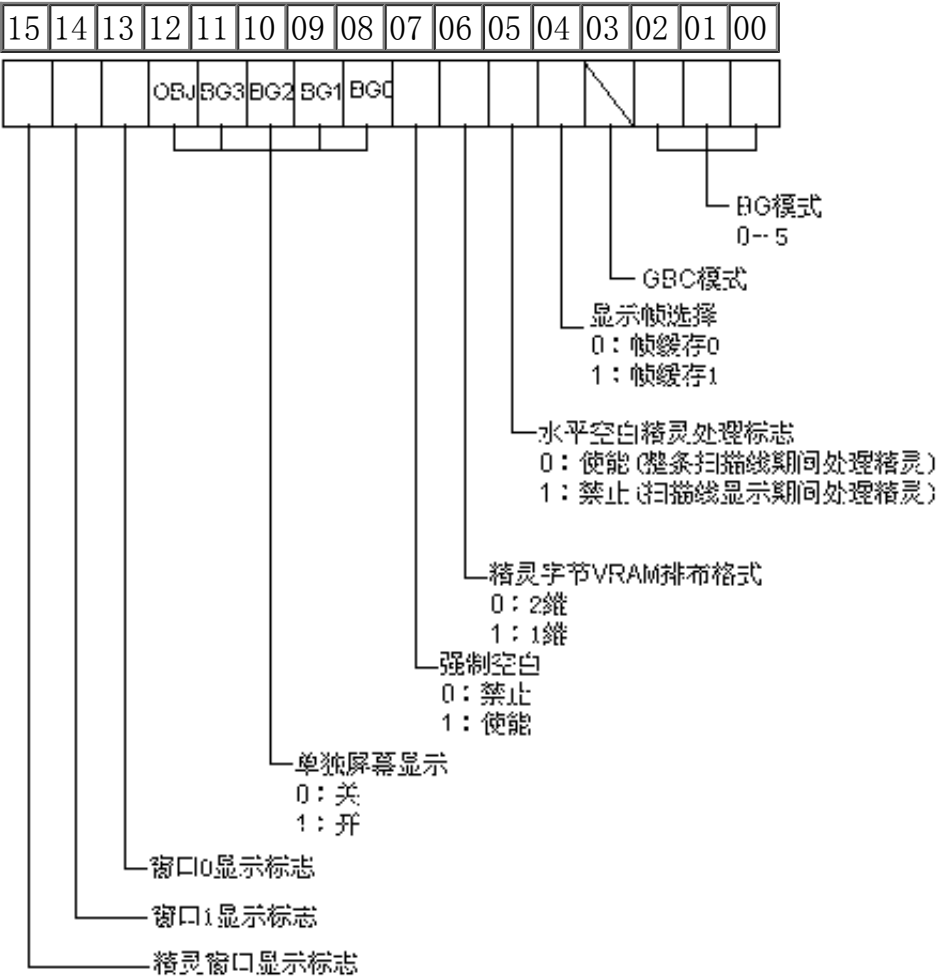 15 14 13 12 11 10 09 08 07 06 05 04 03 02 01 00
OBJ BG3 BG2 BG1 BG0
BG模式
0--5
GBC模式
显示帧选择
0：帧缓存0
1：帧缓存1
水平空白精灵处理标志
0：使能(整条扫描线期间处理精灵)
1：禁止(扫描线显示期间处理精灵)
精灵字节VRAM排布格式
0：2维
1：1维
强制空白
0：禁止
1：使能
单独屏幕显示
0：关
1：开
窗口0显示标志
窗口1显示标志
精灵窗口显示标志